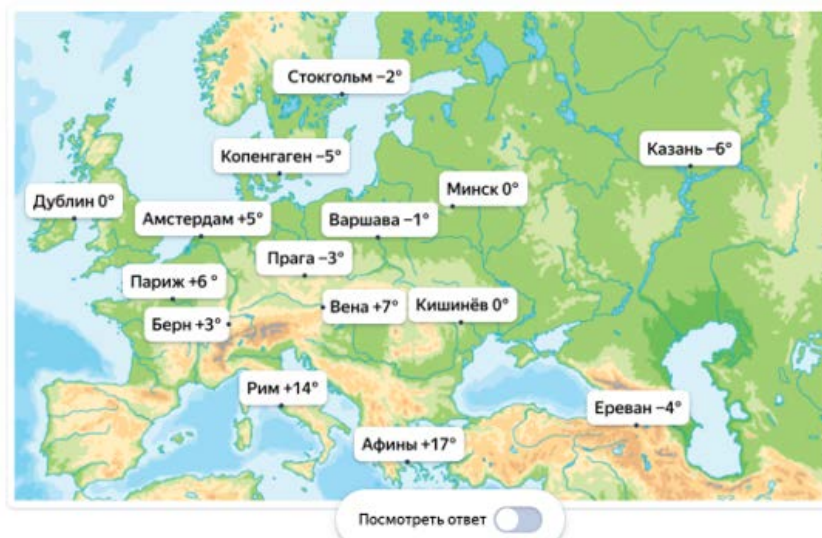 Стокгольм −2°
Копенгаген −5°
Казань −6°
Минск 0°
Дублин 0°
Амстердам +5°
Варшава −1°
Прага −3°
Париж +6 °
Вена +7°
Кишинёв 0°
Берн +3°
Рим +14°
Ереван −4°
Афины +17°
Посмотреть ответ